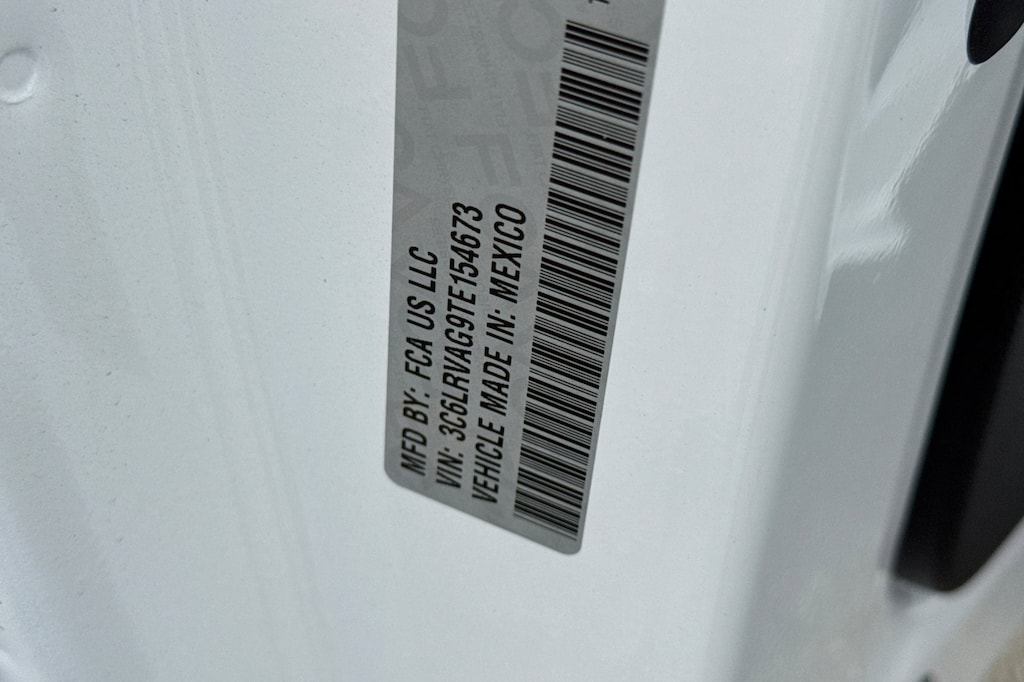 MFD BY: FCA US LLC
VIN: 3C6LRVAG9TE154673
VEHICLE MADE IN: MEXICO